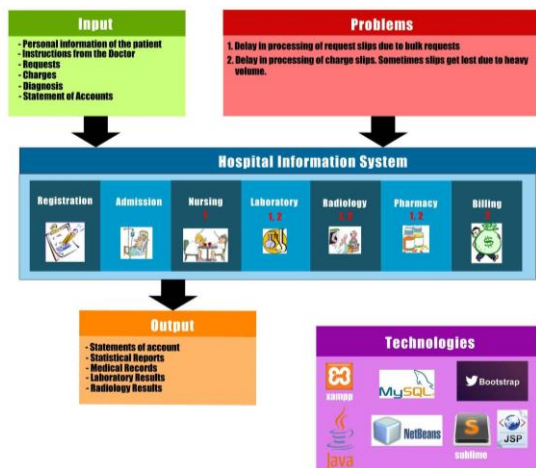 Input
- Personal information of the patient
- Instructions from the Doctor
- Requests
- Charges
- Diagnosis
- Statement of Accounts
Problems
1. Delay in processing of request slips due to bulk requests
2. Delay in processing of charge slips. Sometimes slips get lost due to heavy
volume.
Hospital Information System
Registration
Admission
Nursing
1
Laboratory
1, 2
Radiology
1, 2
Pharmacy
1, 2
Billing
Output
- Statements of account
- Statistical Reports
- Medical Records
- Laboratory Results
- Radiology Results
Technologies
xampp
MySQL
Bootstrap
Java
NetBeans
sublime
JSP